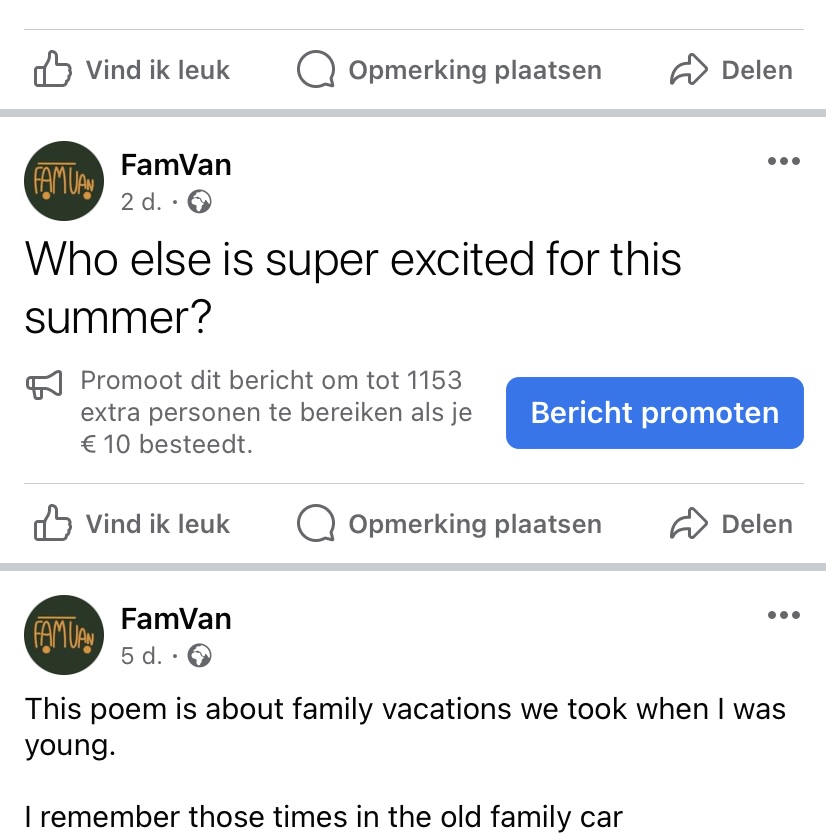 Vind ik leuk Opmerking plaatsen Delen
FAMVAN
FamVan
2 d. ·
Who else is super excited for this
summer?
Promoot dit bericht om tot 1153
extra personen te bereiken als je
€ 10 besteedt.
Bericht promoten
Vind ik leuk Opmerking plaatsen Delen
FAMVAN
FamVan
5 d. ·
This poem is about family vacations we took when I was
young.
I remember those times in the old family car